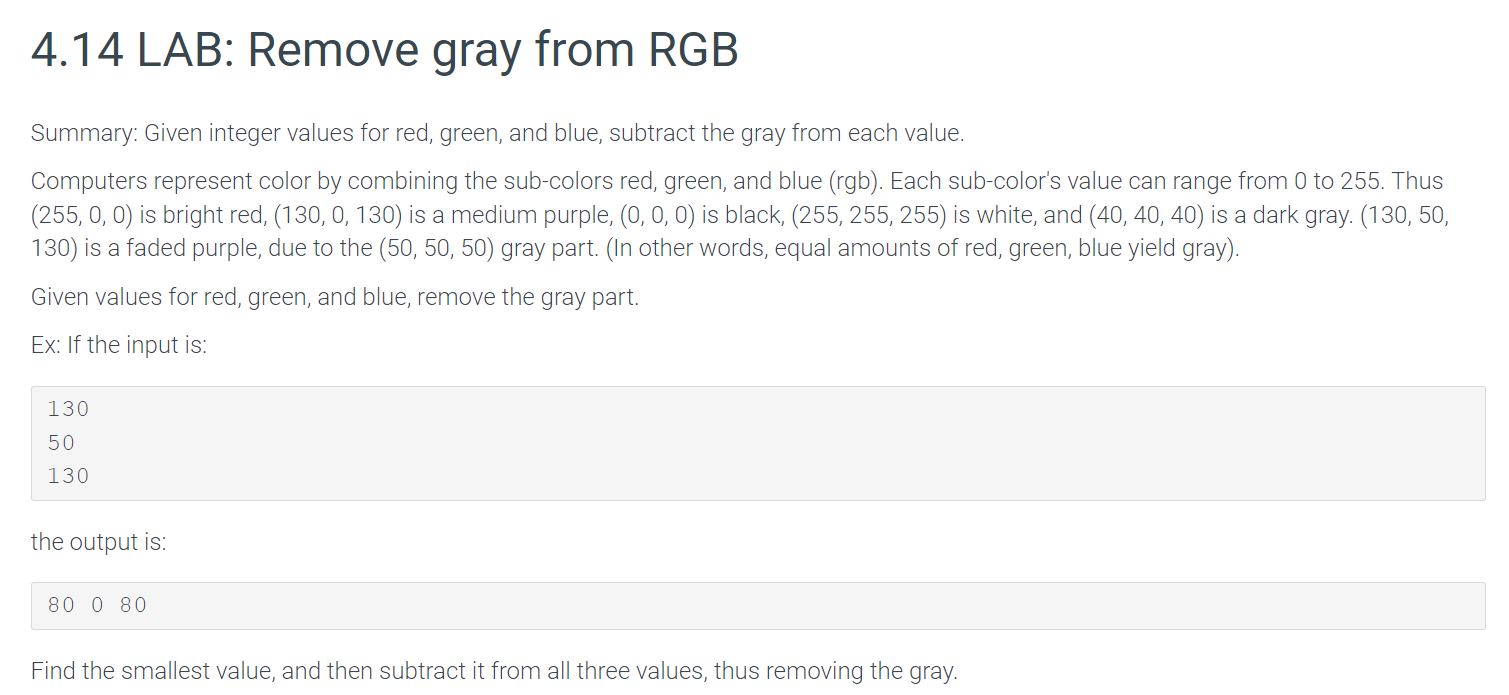 4.14 LAB: Remove gray from RGB
Summary: Given integer values for red, green, and blue, subtract the gray from each value.
Computers represent color by combining the sub-colors red, green, and blue (rgb). Each sub-color's value can range from 0 to 255. Thus
(255, 0, 0) is bright red, (130, 0, 130) is a medium purple, (0, 0, 0) is black, (255, 255, 255) is white, and (40, 40, 40) is a dark gray. (130, 50,
130) is a faded purple, due to the (50, 50, 50) gray part. (In other words, equal amounts of red, green, blue yield gray).
Given values for red, green, and blue, remove the gray part.
Ex: If the input is:
130
50
130
the output is:
80 0 80
Find the smallest value, and then subtract it from all three values, thus removing the gray.